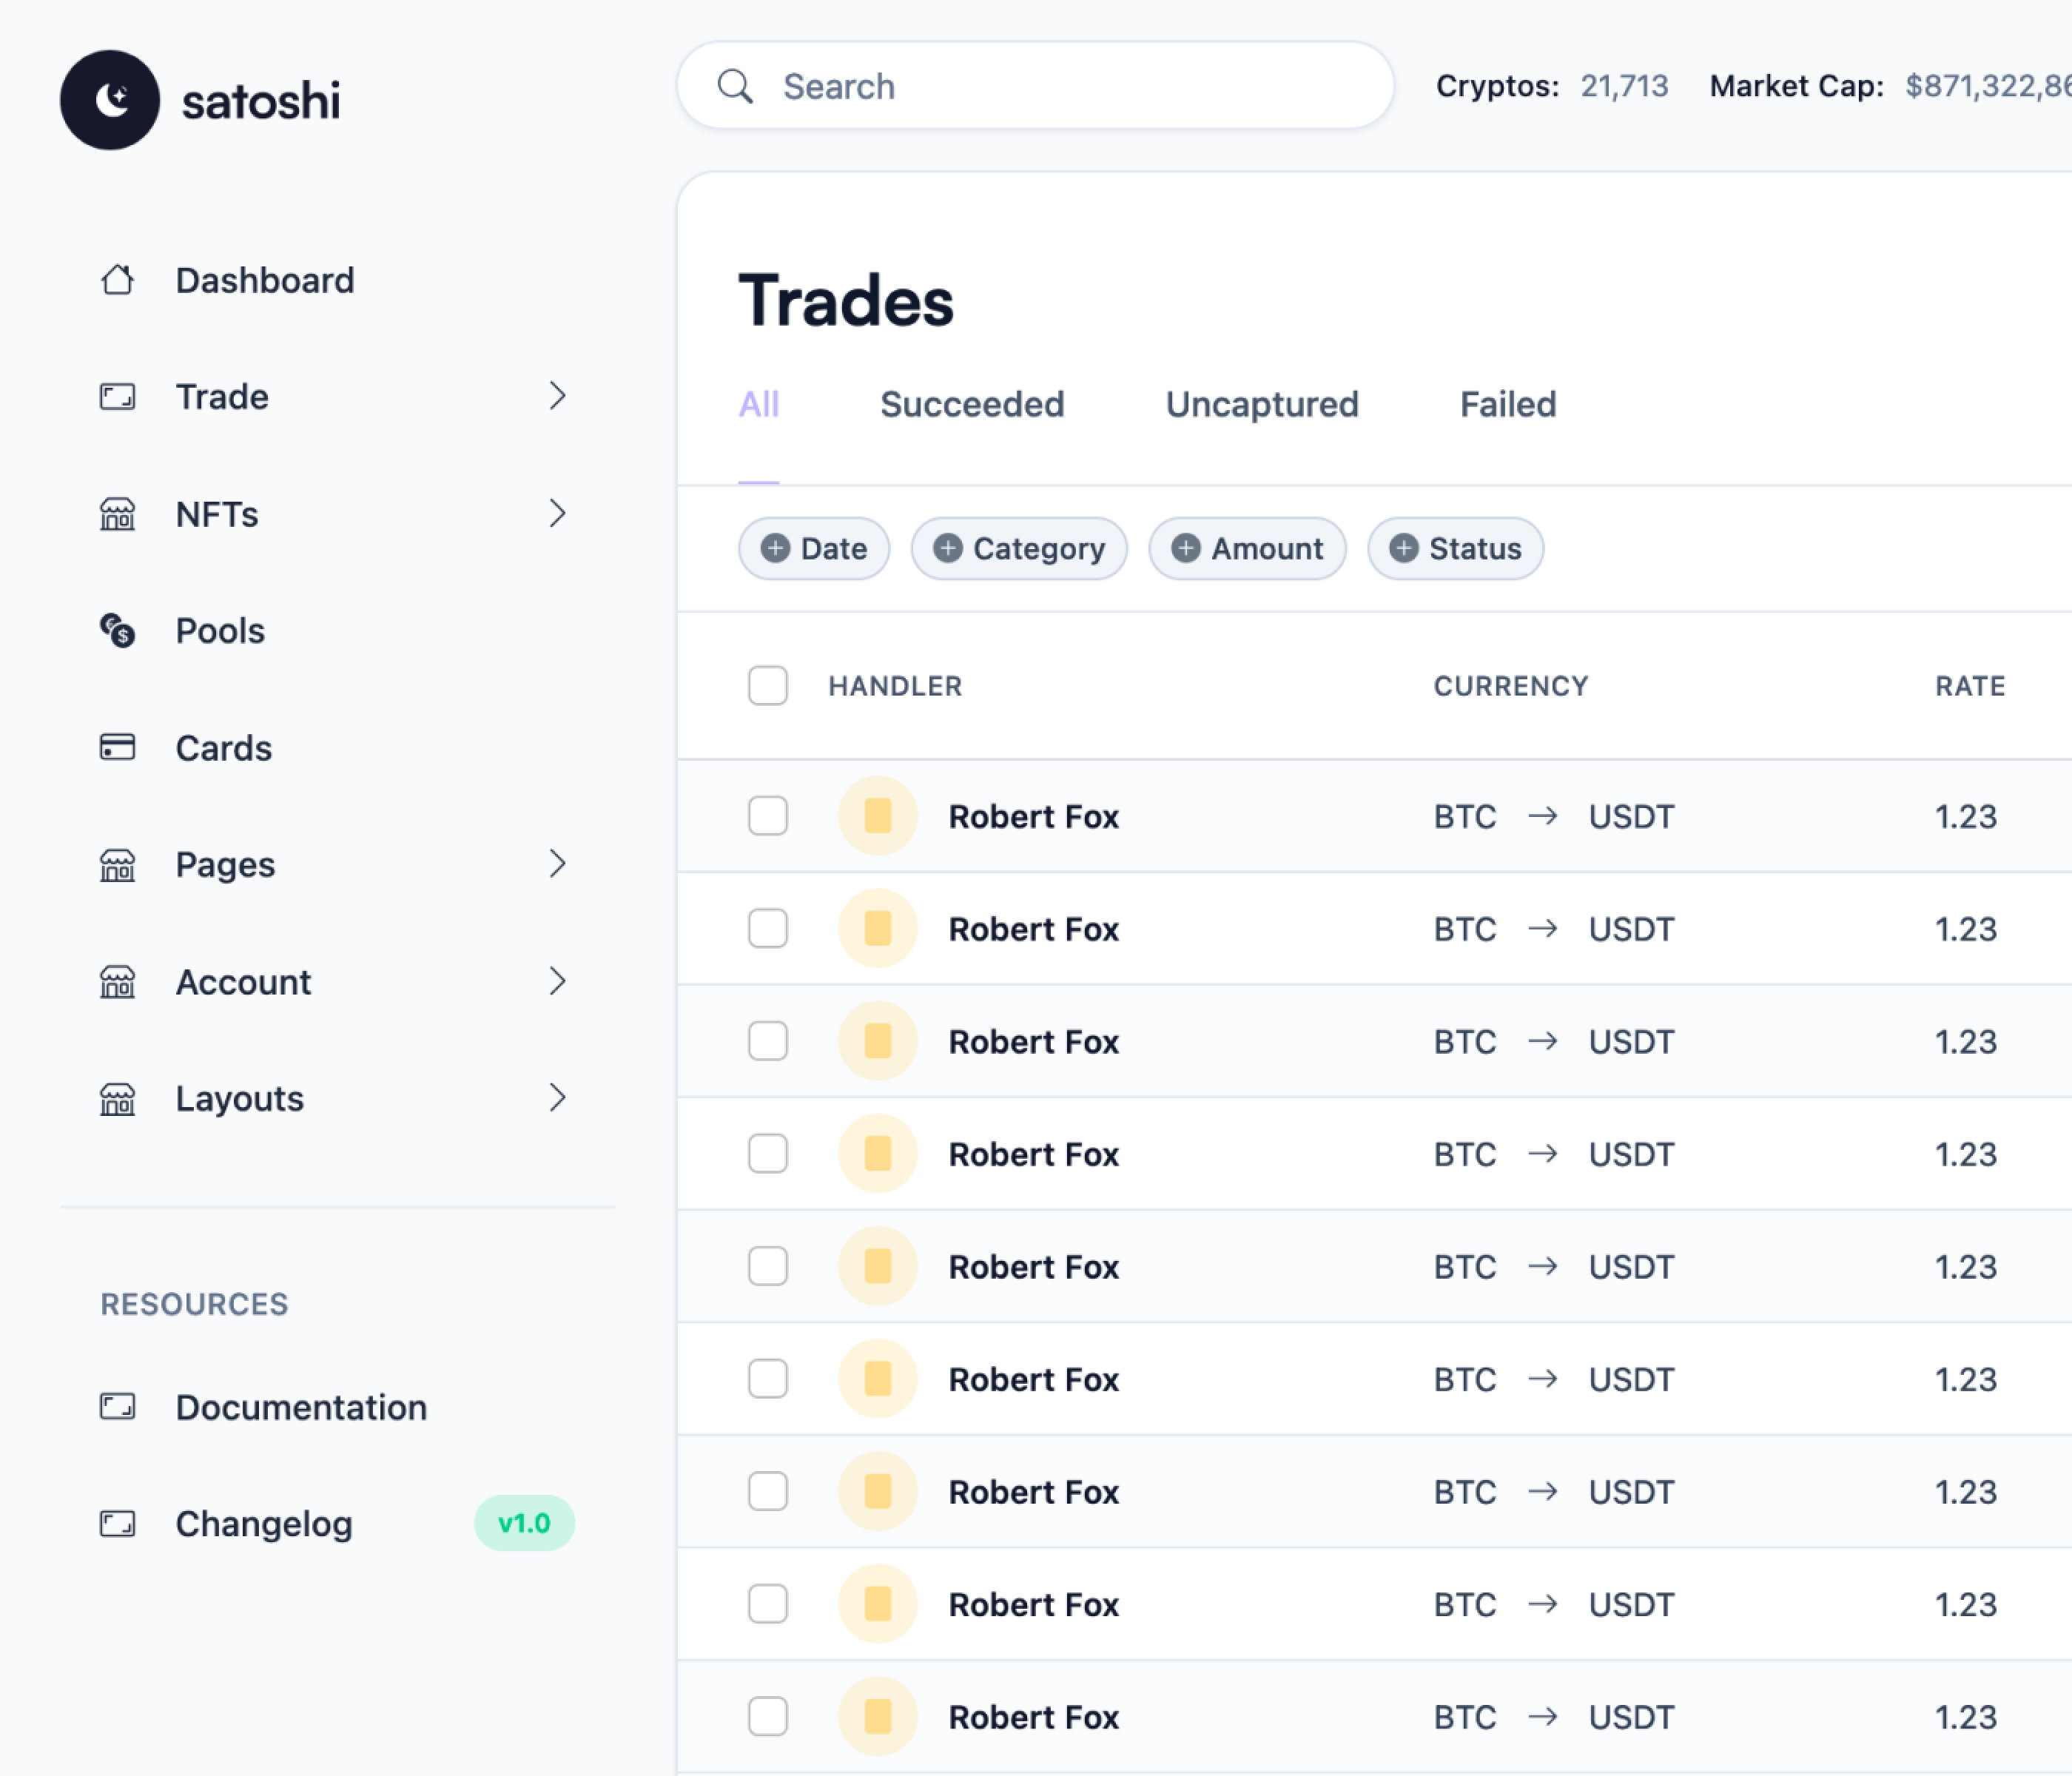 satoshi
Search
Cryptos: 21,713 Market Cap: $871,322,86
Dashboard
Trade
NFTs
Pools
Cards
Pages
Account
Layouts
RESOURCES
Documentation
Changelog v1.0
Trades
All Succeeded Uncaptured Failed
Date Category Amount Status
HANDLER CURRENCY RATE
Robert Fox BTC → USDT 1.23
Robert Fox BTC → USDT 1.23
Robert Fox BTC → USDT 1.23
Robert Fox BTC → USDT 1.23
Robert Fox BTC → USDT 1.23
Robert Fox BTC → USDT 1.23
Robert Fox BTC → USDT 1.23
Robert Fox BTC → USDT 1.23
Robert Fox BTC → USDT 1.23